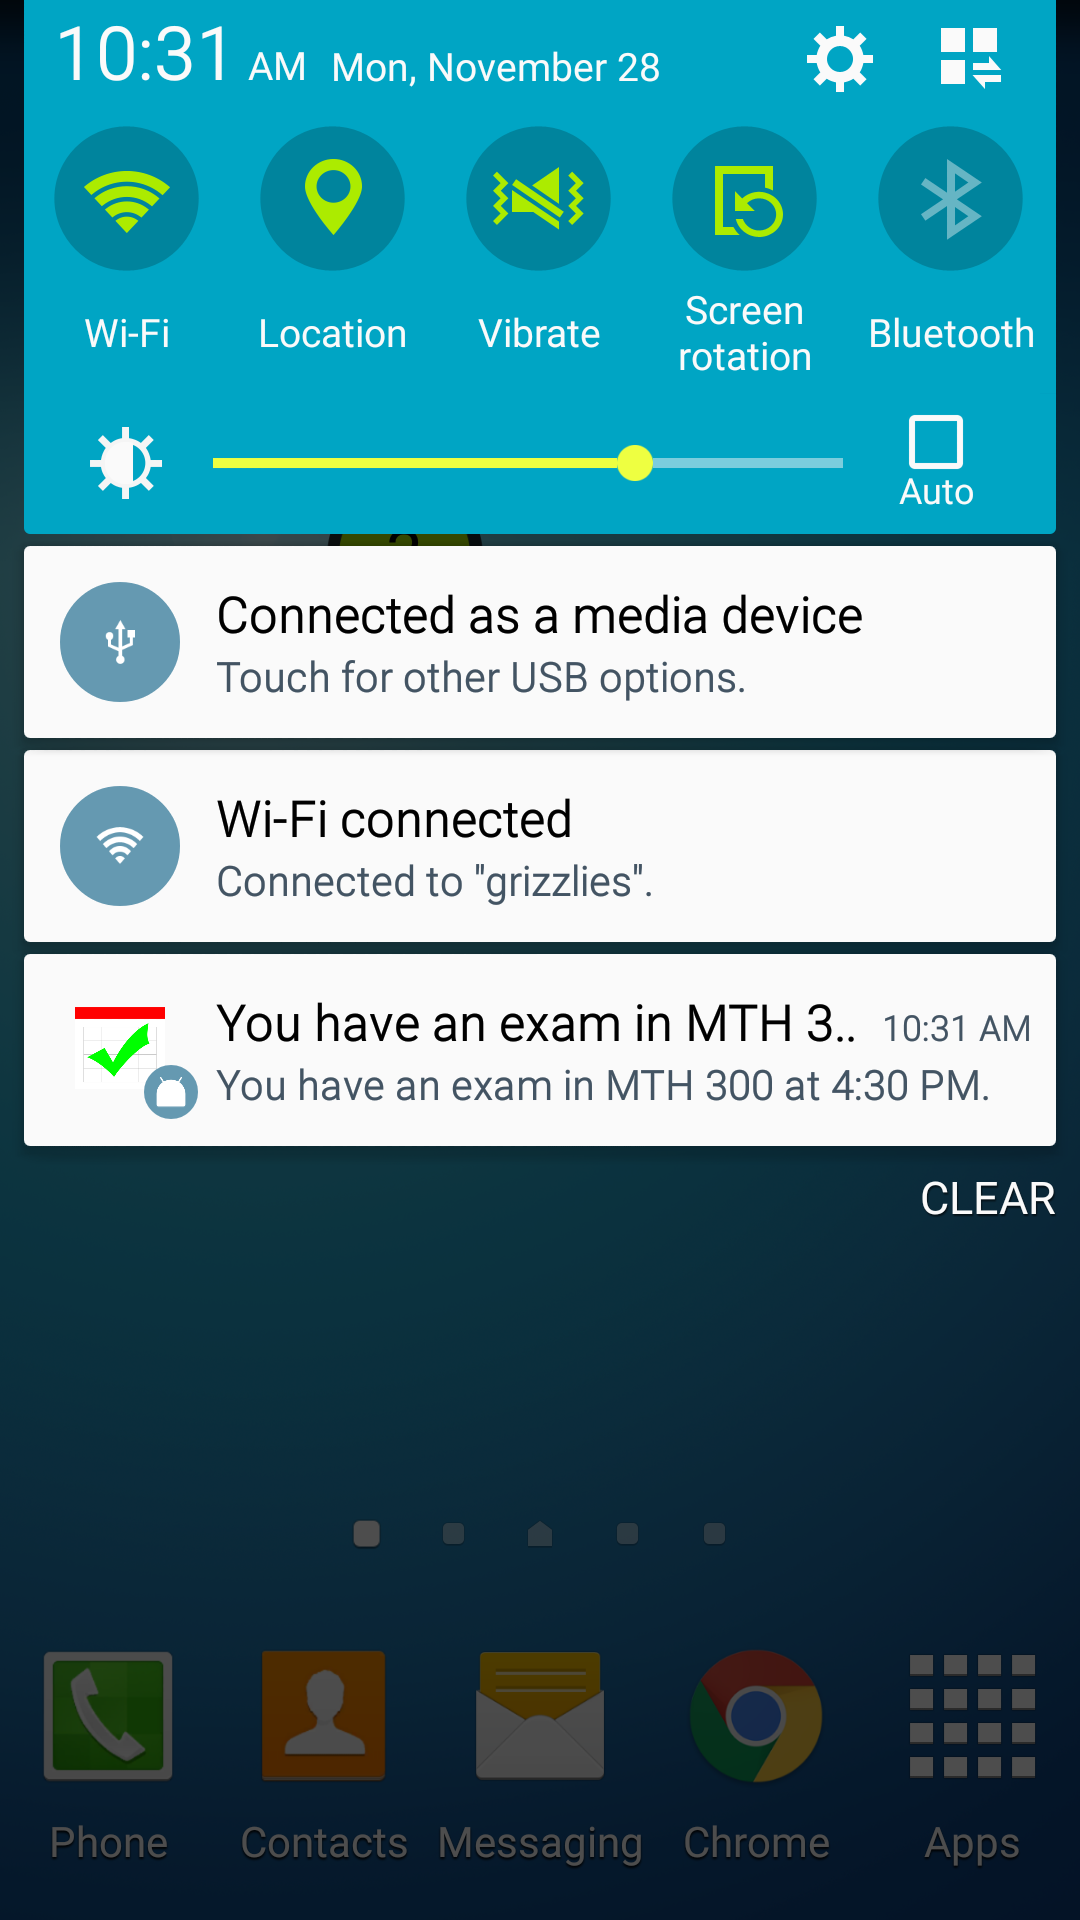 10:31 AM Mon, November 28
Wi-Fi
Location
Vibrate
Screen
rotation
Bluetooth
Auto
Connected as a media device
Touch for other USB options.
Wi-Fi connected
Connected to "grizzlies".
You have an exam in MTH 3.. 10:31 AM
You have an exam in MTH 300 at 4:30 PM.
CLEAR
Phone
Contacts
Messaging
Chrome
Apps